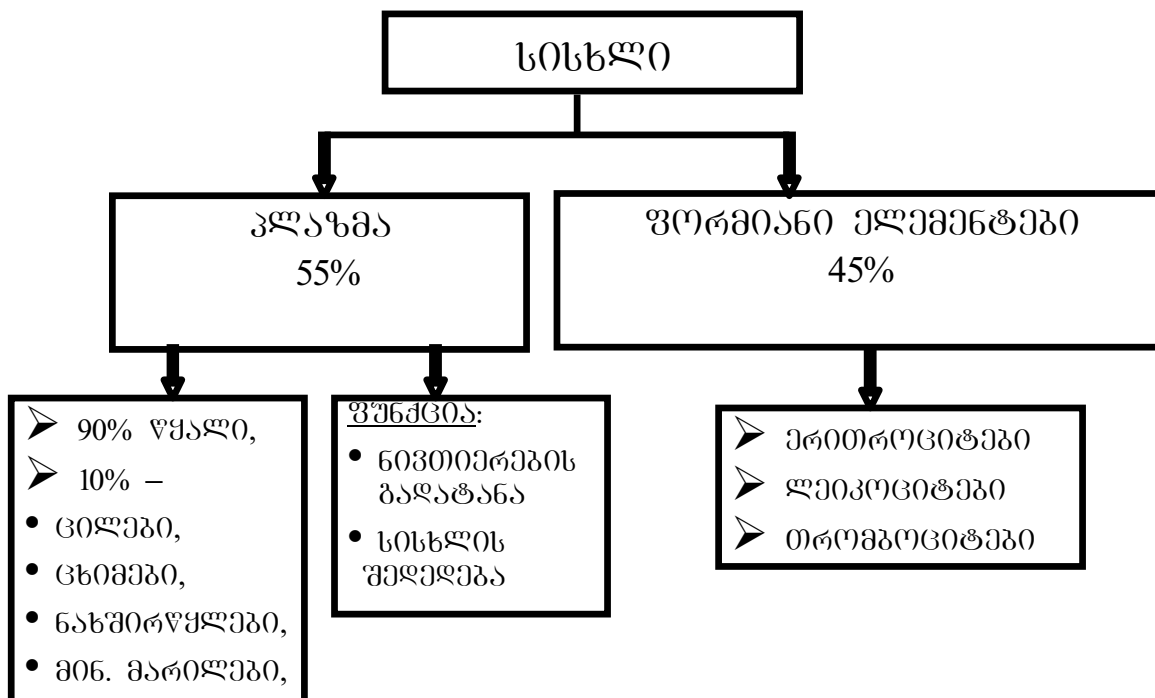 სისხლი
პლაზმა
55%
ფორმიანი ელემენტები
45%
➢ 90% წყალი,
➢ 10% –
• ცილები,
• ცხიმები,
• ნახშირწყლები,
• მინ. მარილები,
ფუნქცია:
• ნივთიერების
გადატანა
• სისხლის
შედედება
➢ ერითროციტები
➢ ლეიკოციტები
➢ თრომბოციტები